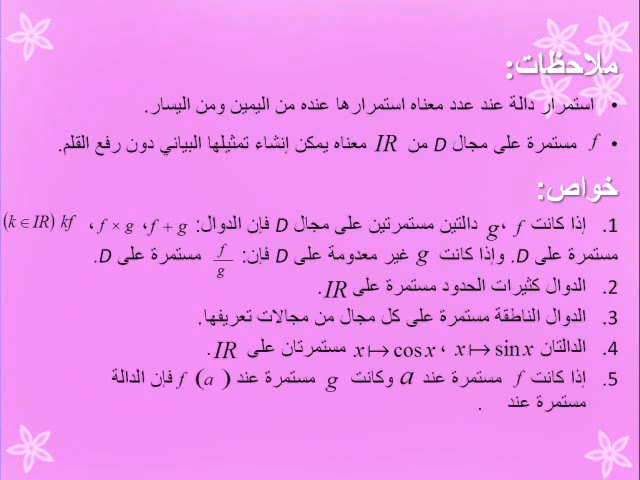 ملاحظات:
• استمرار دالة عند عدد معناه استمرارها عنده من اليمين ومن اليسار.
• f مستمرة على مجال D من IR معناه يمكن إنشاء تمثيلها البياني دون رفع القلم.
خواص:
1. إذا كانت f ،g دالتين مستمرتين على مجال D فإن الدوال: f + g، f × g ، kf (k ∈ IR)
مستمرة على D. وإذا كانت g غير معدومة على D فإن: f/g مستمرة على D.
2. الدوال كثيرات الحدود مستمرة على IR.
3. الدوال الناطقة مستمرة على كل مجال من مجالات تعريفها.
4. الدالتان x ↦ sin x ، x ↦ cos x مستمرتان على IR.
5. إذا كانت f مستمرة عند a وكانت g مستمرة عند f (a) فإن الدالة
مستمرة عند .